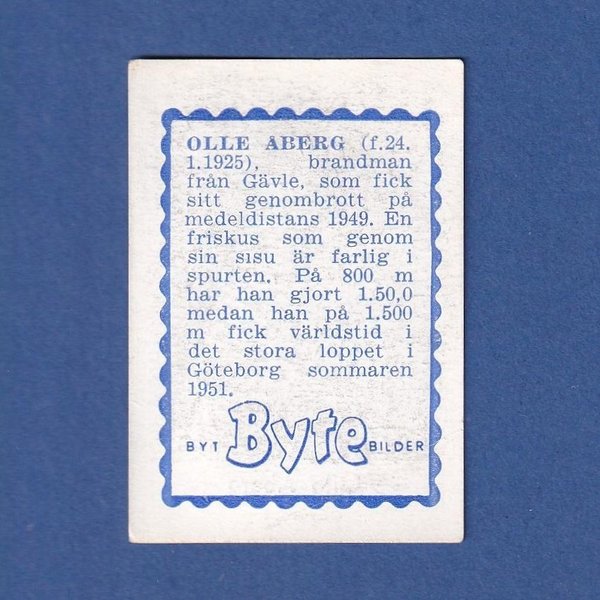 OLLE ÅBERG (f.24.
1.1925), brandman
från Gävle, som fick
sitt genombrott på
medeldistans 1949. En
friskus som genom
sin sisu är farlig i
spurten. På 800 m
har han gjort 1.50,0
medan han på 1.500
m fick världstid i
det stora loppet i
Göteborg sommaren
1951.
BYT Byte BILDER